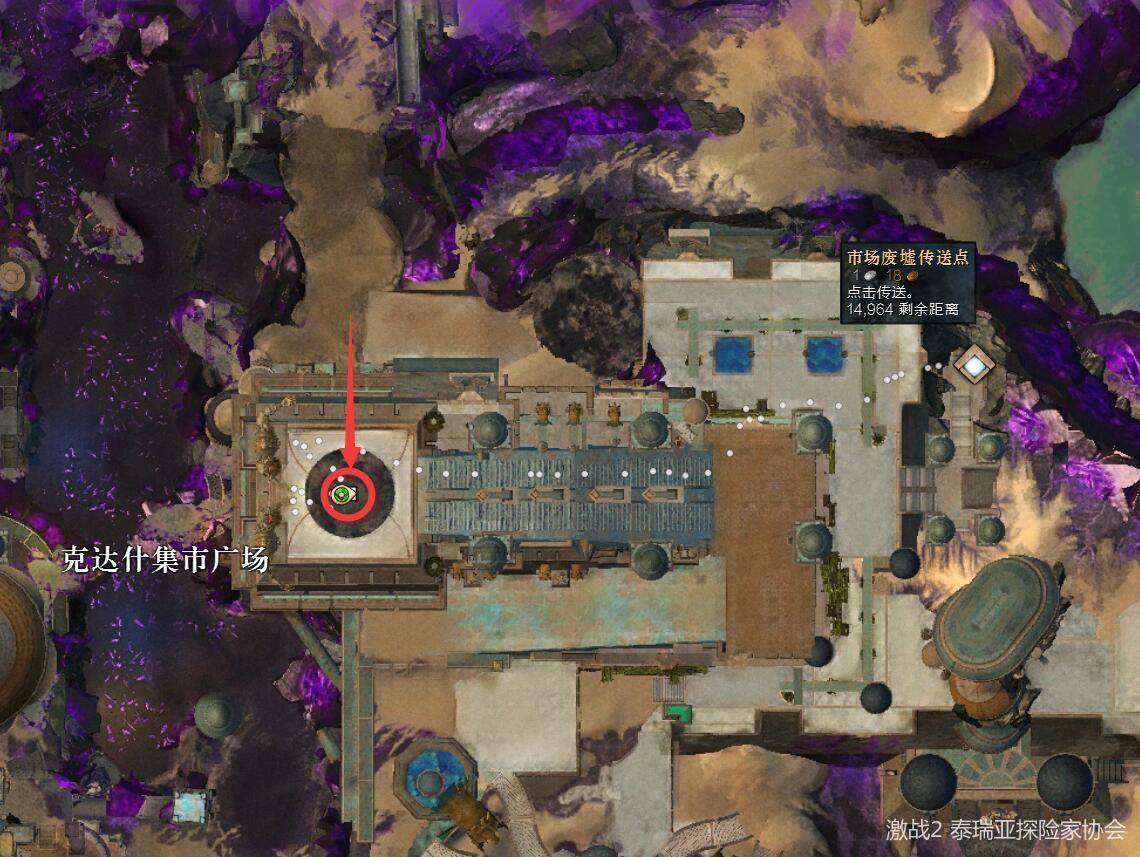 市场废墟传送点
1 18
点击传送。
14,964 剩余距离
克达什集市广场
激战2 泰瑞亚探险家协会